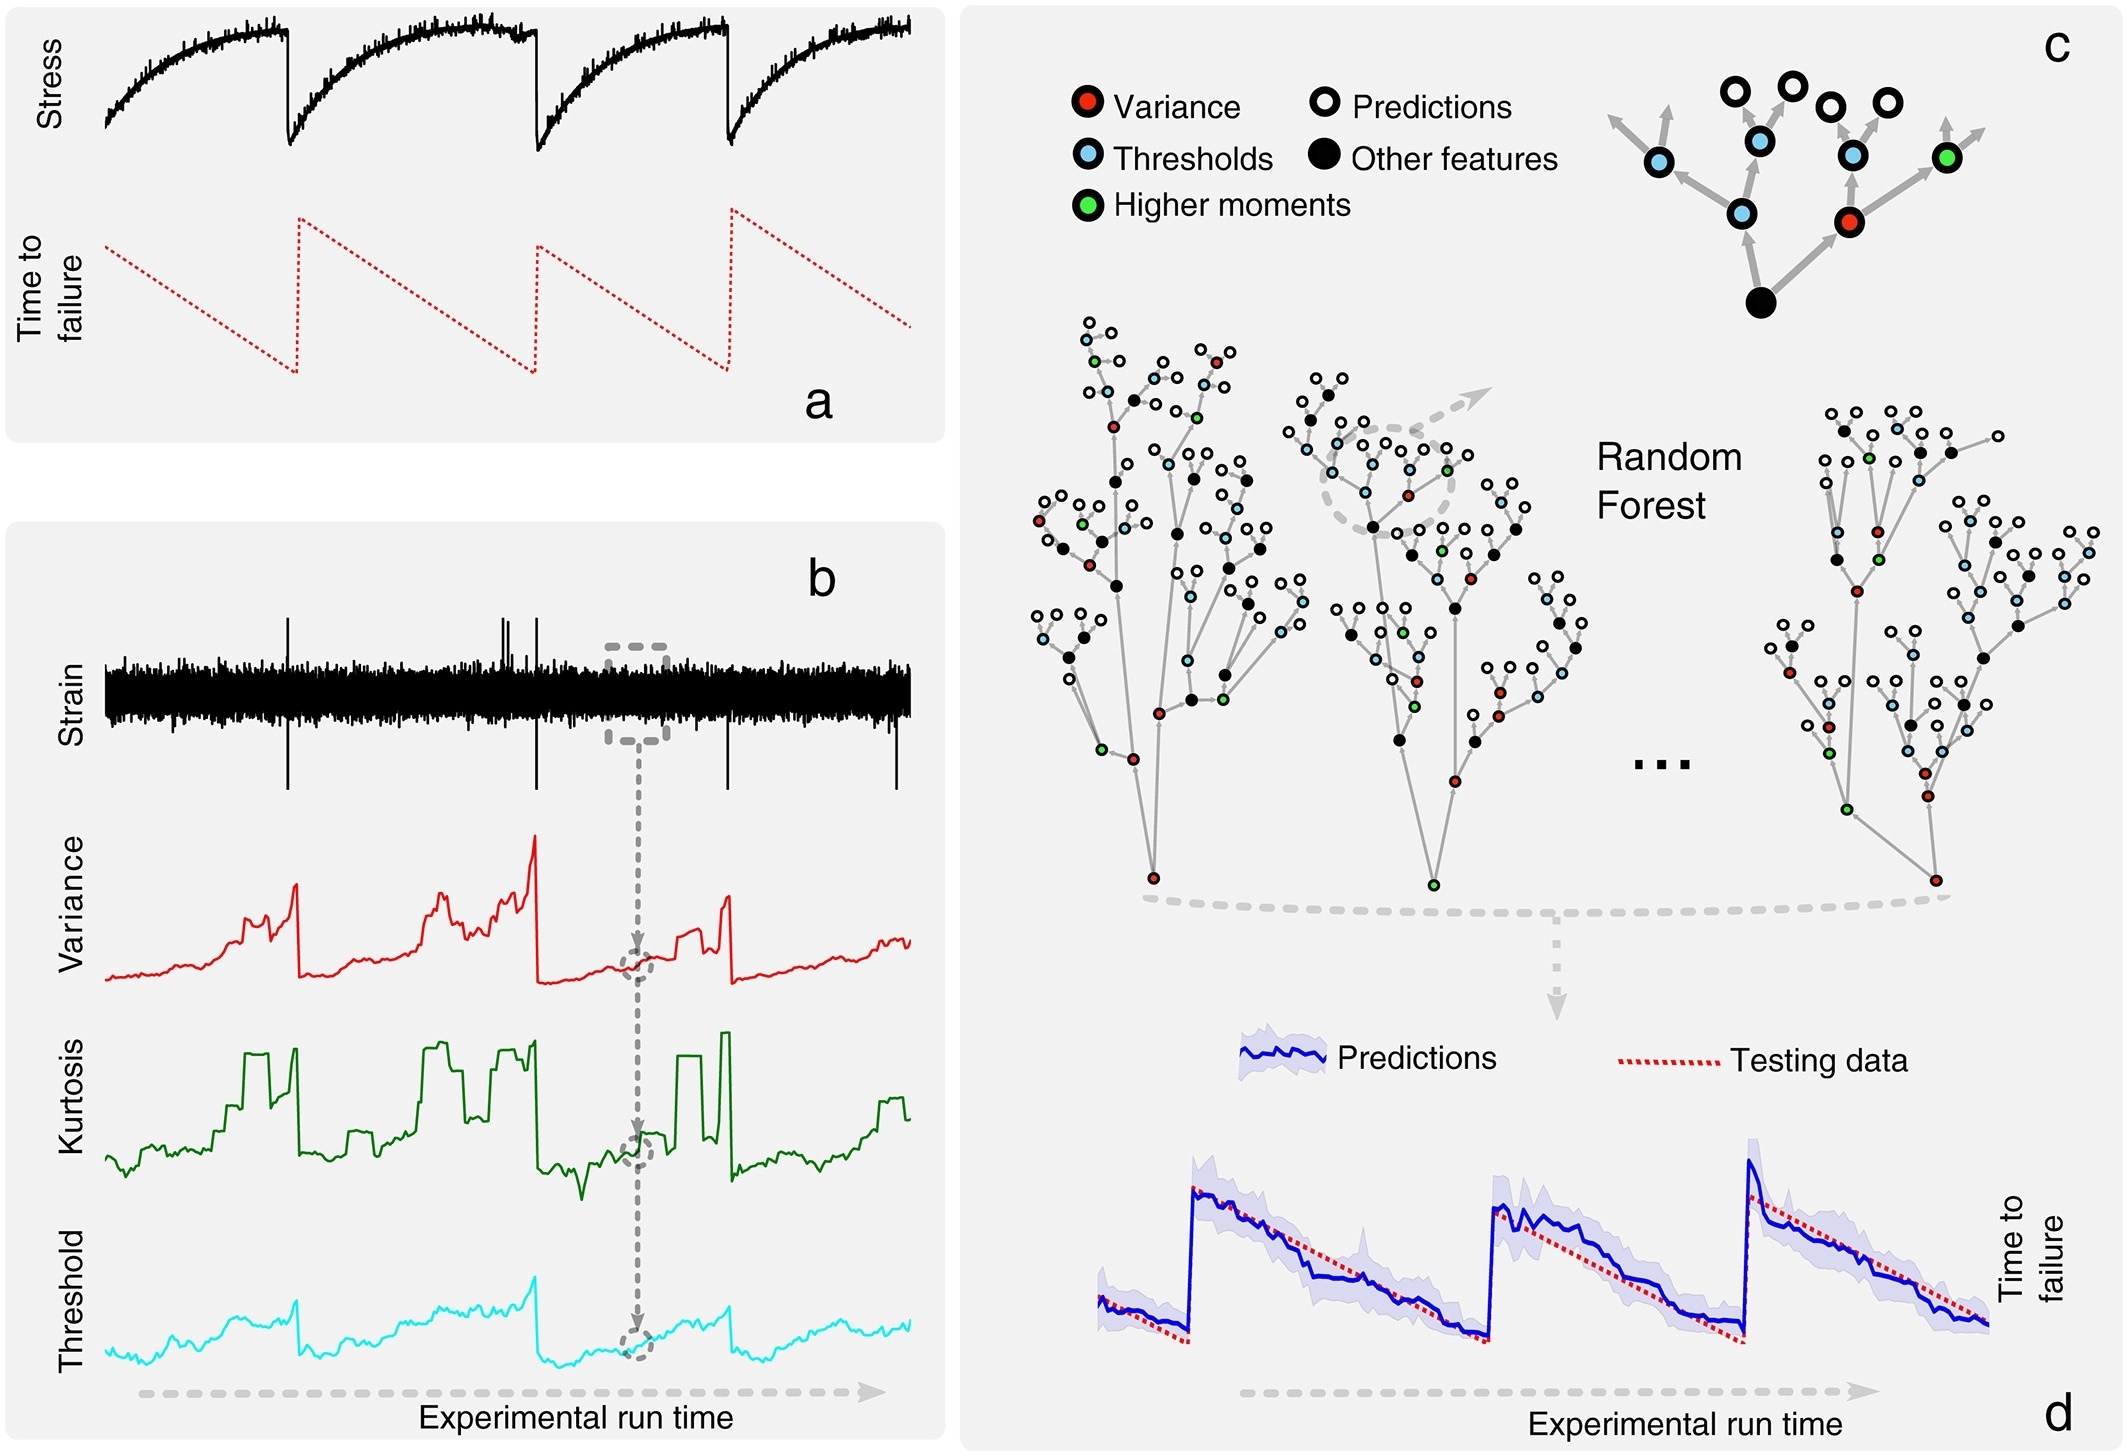 Stress
Time to
failure
a
b
Strain
Variance
Kurtosis
Threshold
Experimental run time
c
Variance
Predictions
Thresholds
Other features
Higher moments
Random
Forest
...
Predictions
Testing data
Time to
failure
Experimental run time
d